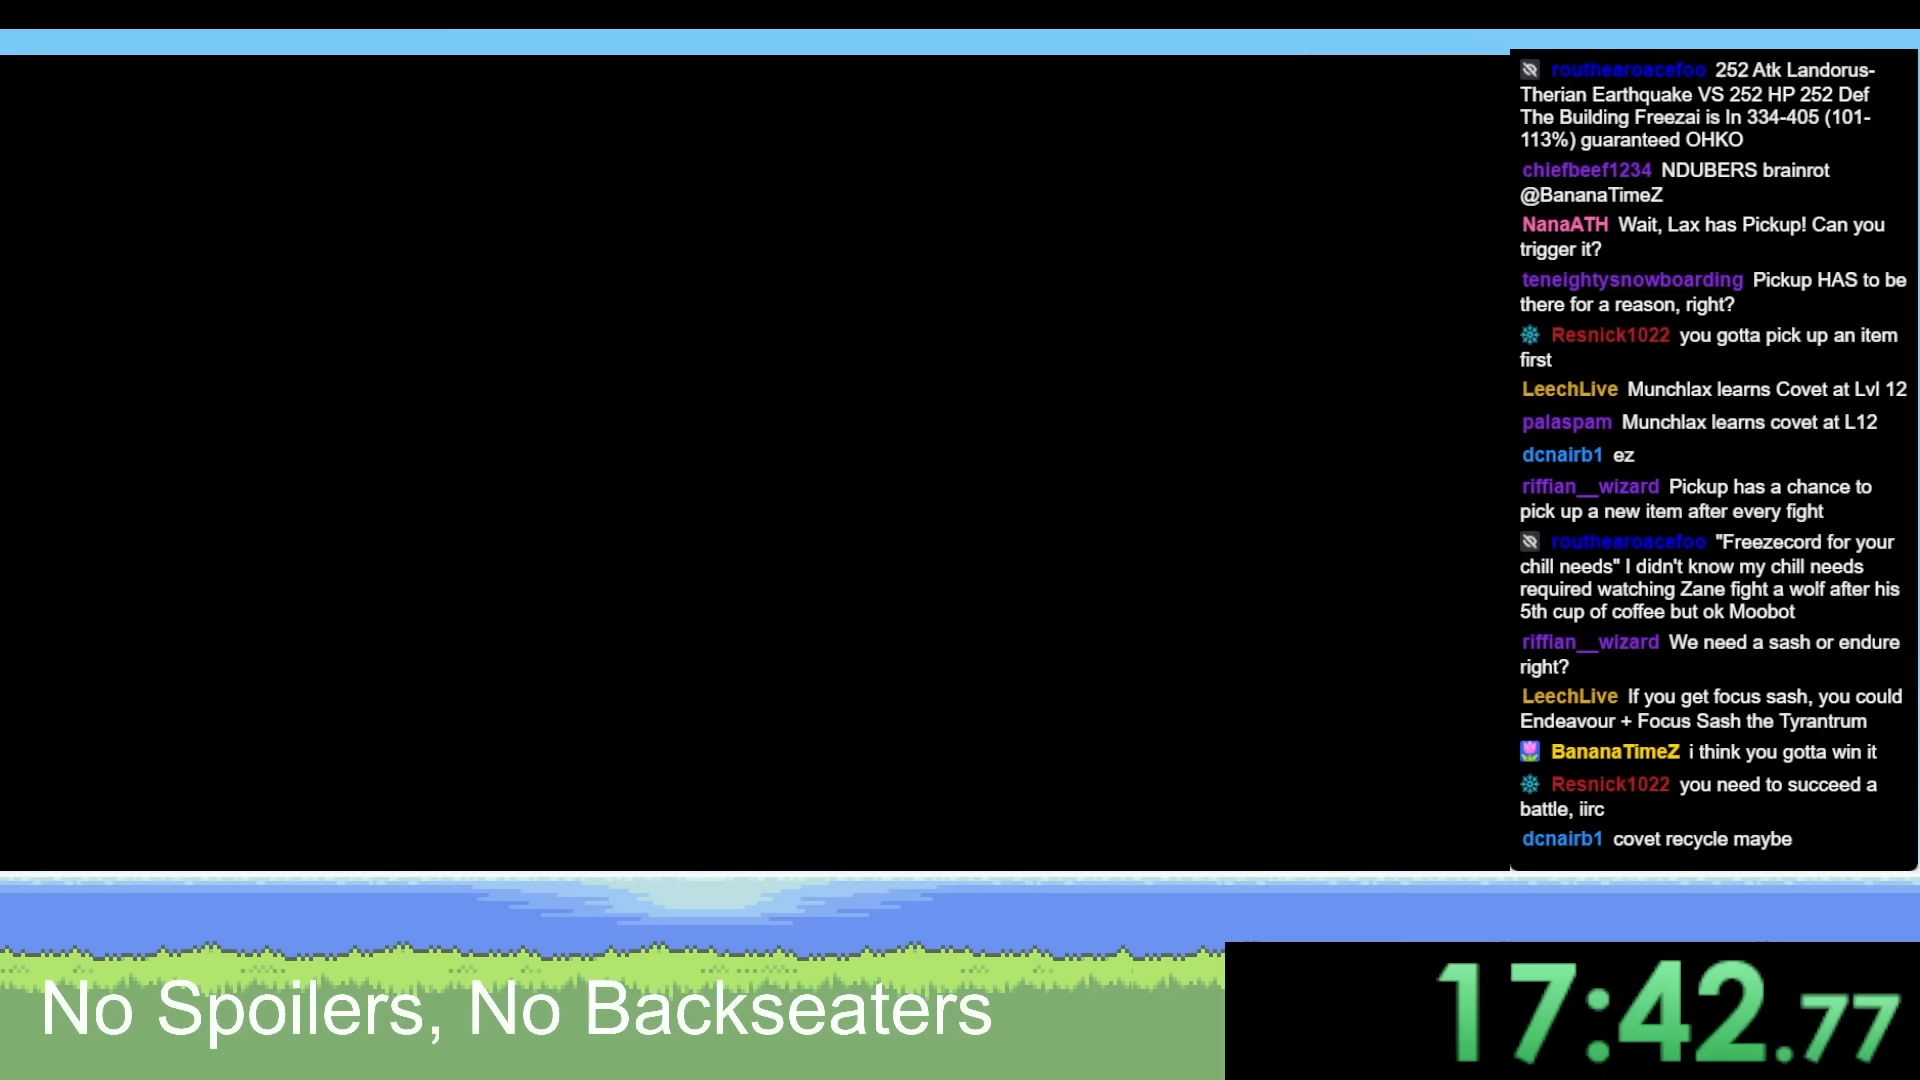 routhearoacefoo 252 Atk Landorus-
Therian Earthquake VS 252 HP 252 Def
The Building Freezai is In 334-405 (101-
113%) guaranteed OHKO
chiefbeef1234 NDUBERS brainrot
@BananaTimeZ
NanaATH Wait, Lax has Pickup! Can you
trigger it?
teneightysnowboarding Pickup HAS to be
there for a reason, right?
Resnick1022 you gotta pick up an item
first
LeechLive Munchlax learns Covet at Lvl 12
palaspam Munchlax learns covet at L12
dcnairb1 ez
riffian__wizard Pickup has a chance to
pick up a new item after every fight
routhearoacefoo "Freezecord for your
chill needs" I didn't know my chill needs
required watching Zane fight a wolf after his
5th cup of coffee but ok Moobot
riffian__wizard We need a sash or endure
right?
LeechLive If you get focus sash, you could
Endeavour + Focus Sash the Tyrantrum
BananaTimeZ i think you gotta win it
Resnick1022 you need to succeed a
battle, iirc
dcnairb1 covet recycle maybe
No Spoilers, No Backseaters
17:42.77